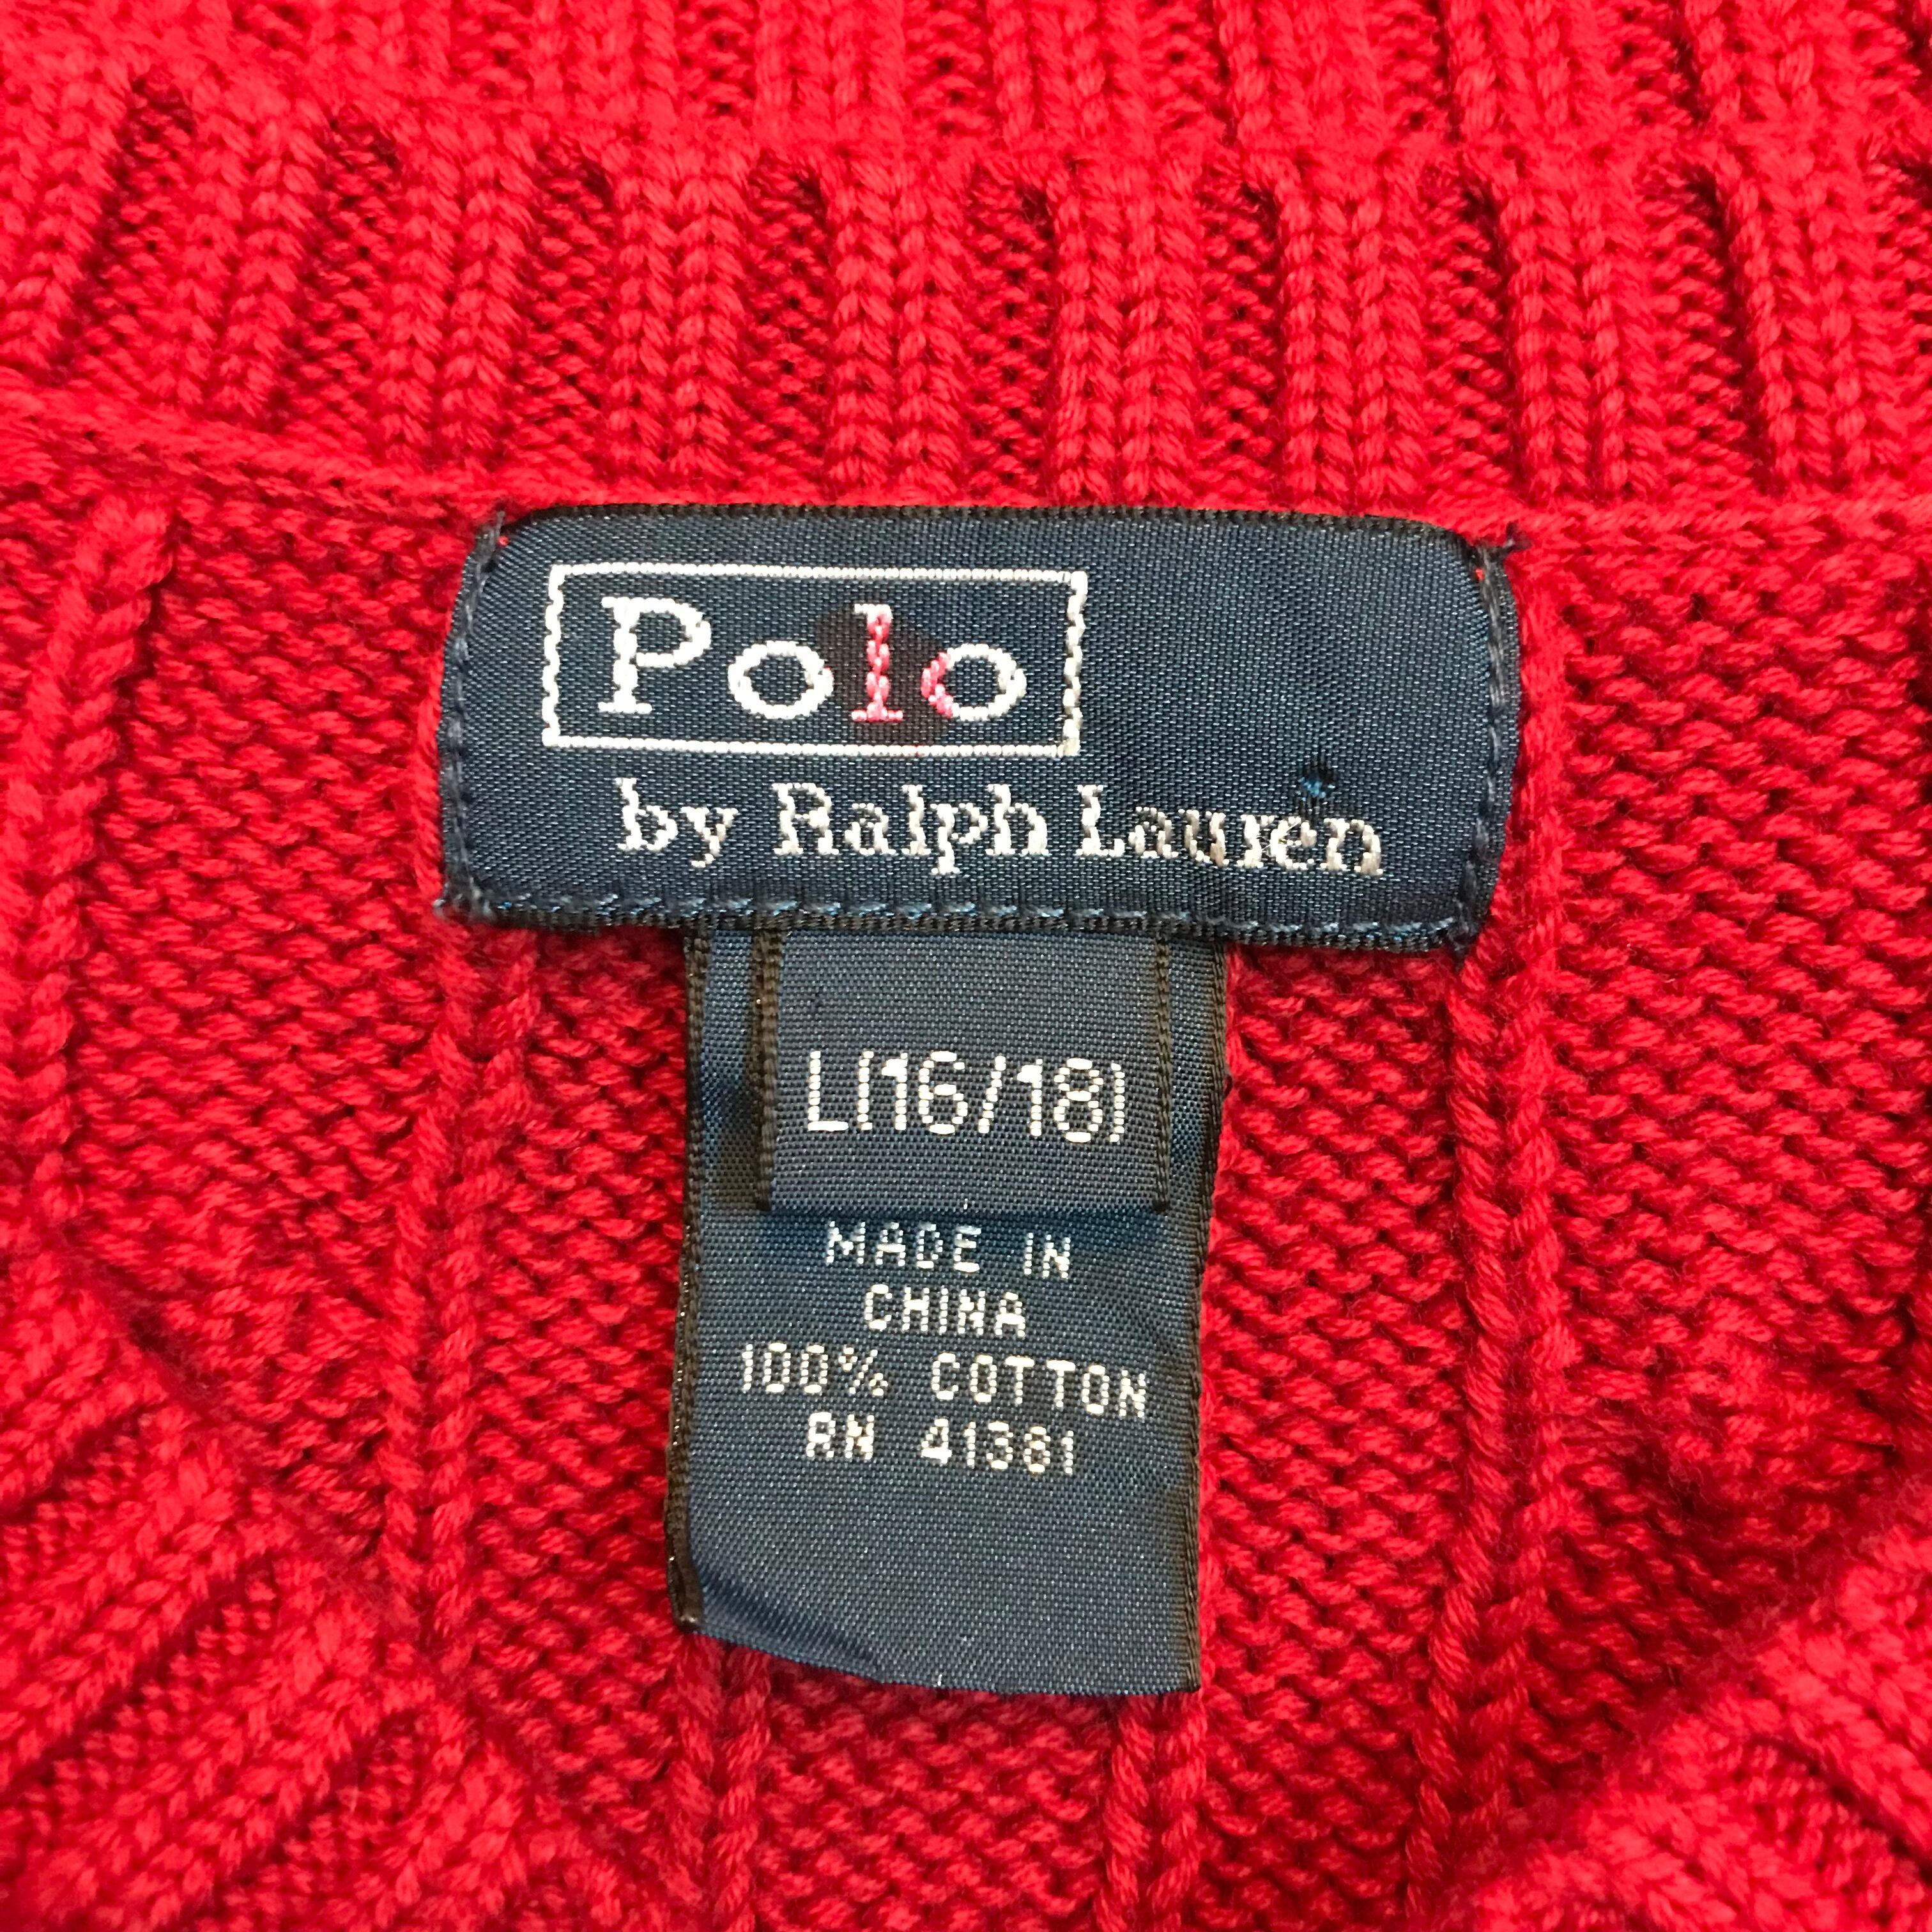 Polo
by Ralph Lauren
L(16/18)
MADE IN
CHINA
100% COTTON
RN 41381